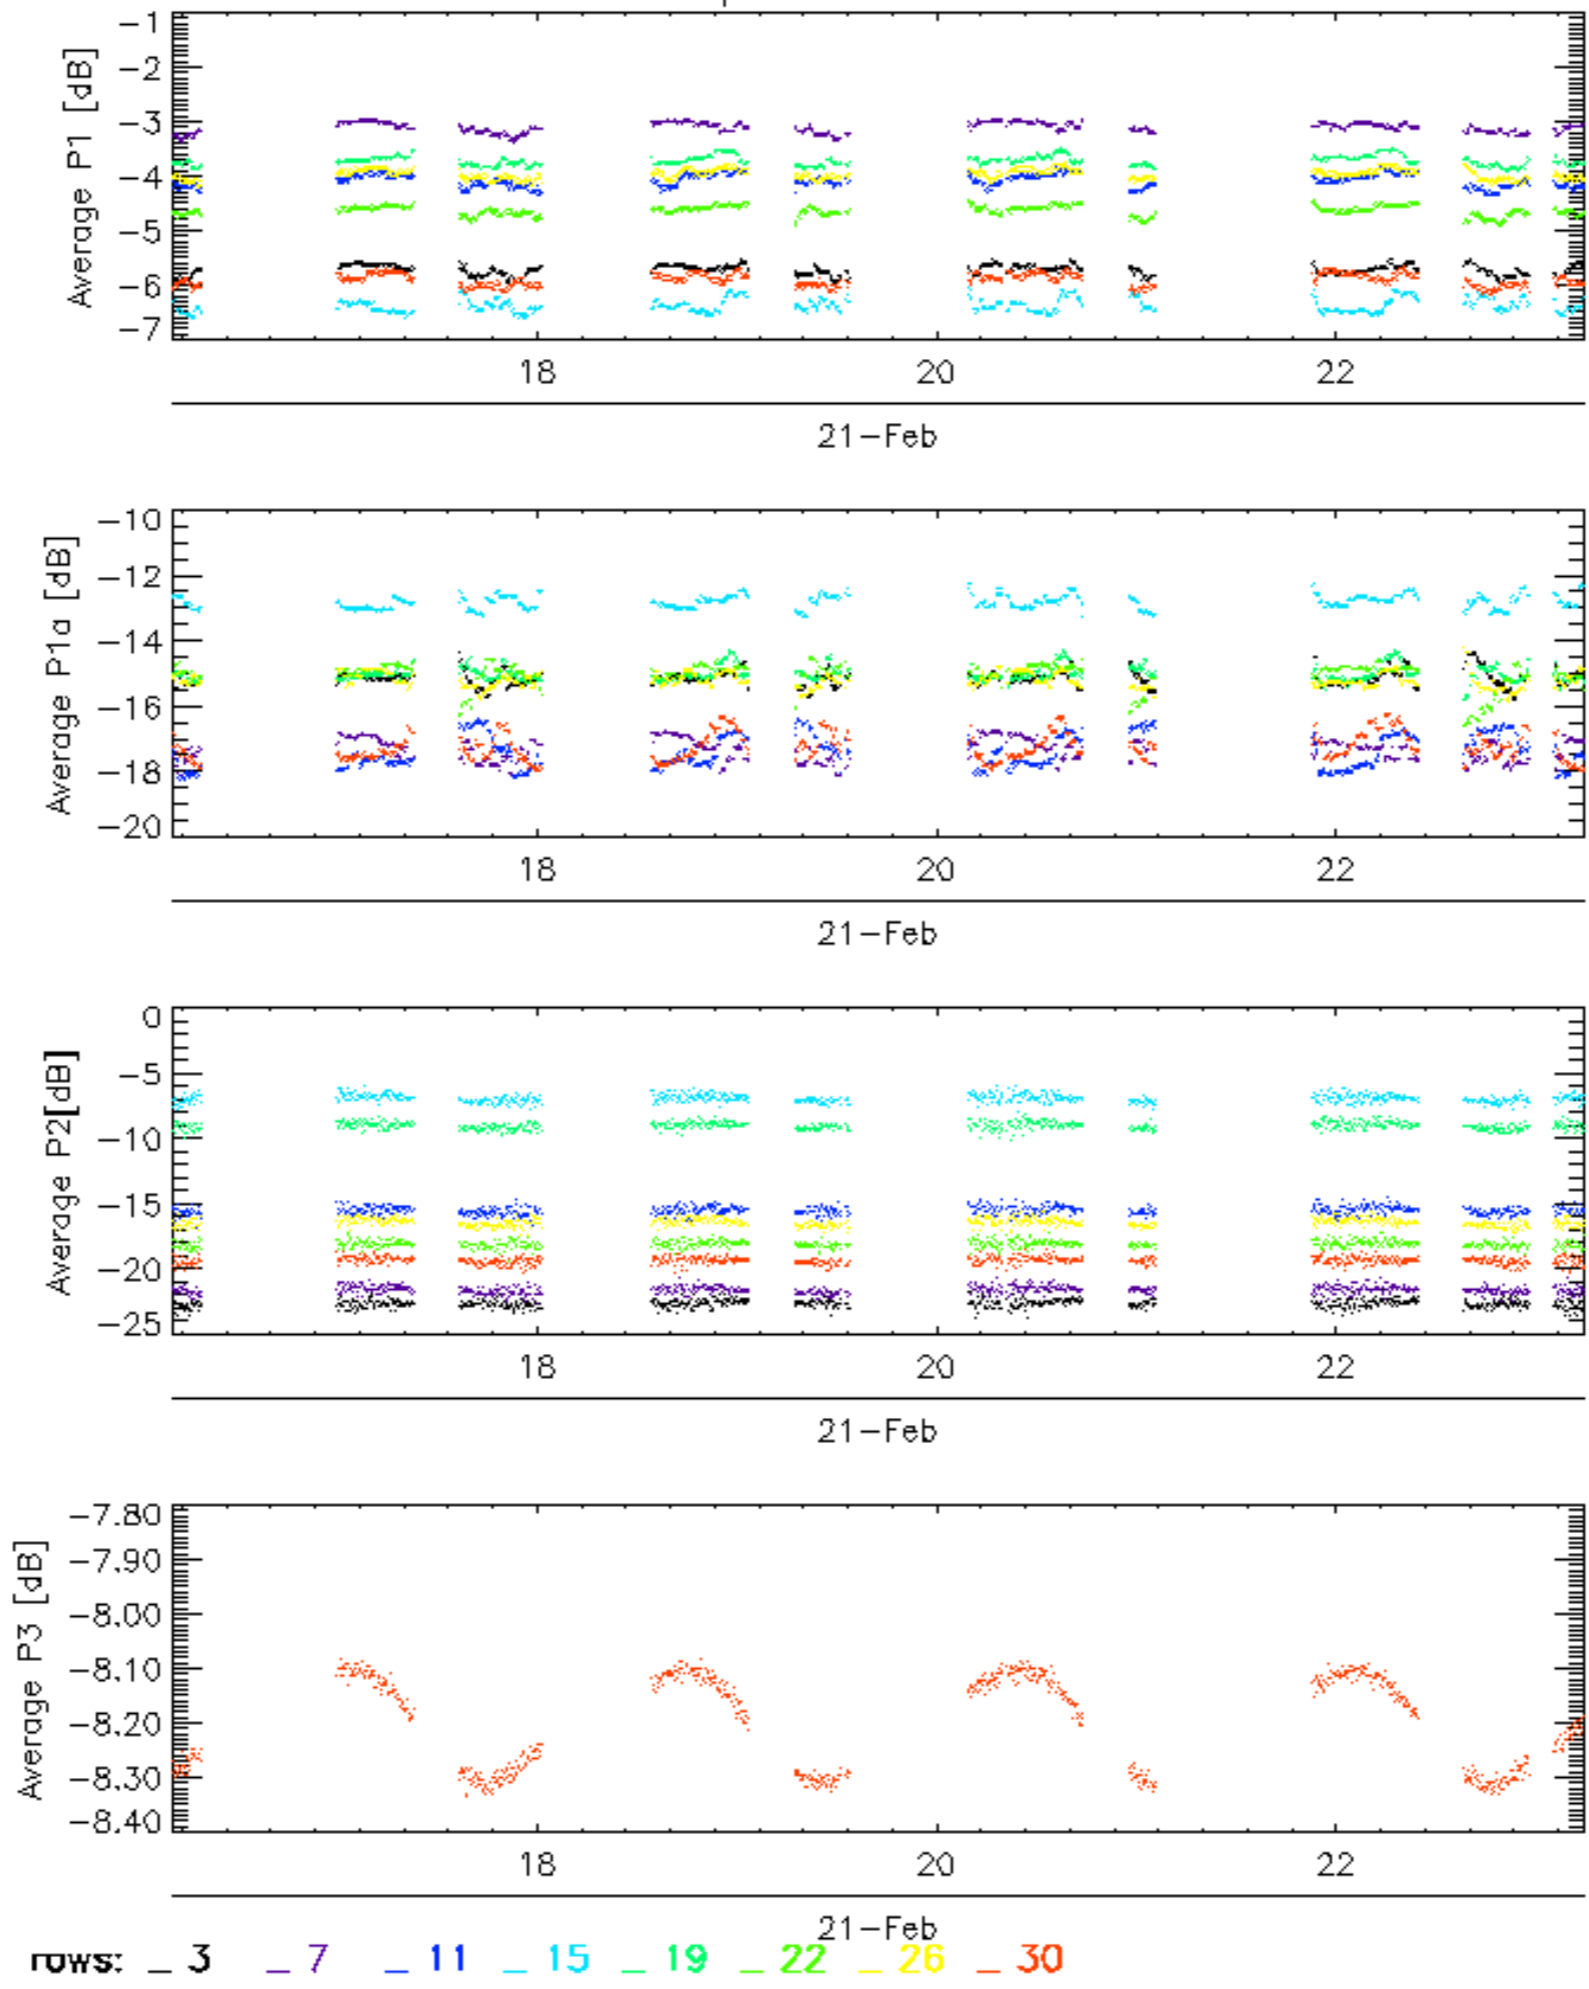 Average P1 [dB]
-1
-2
-3
-4
-5
-6
-7
18 20 22
21-Feb
Average P1a [dB]
-10
-12
-14
-16
-18
-20
18 20 22
21-Feb
Average P2[dB]
0
-5
-10
-15
-20
-25
18 20 22
21-Feb
Average P3 [dB]
-7.80
-7.90
-8.00
-8.10
-8.20
-8.30
-8.40
18 20 22
21-Feb
rows: _ 3 _ 7 _ 11 _ 15 _ 19 _ 22 _ 26 _ 30